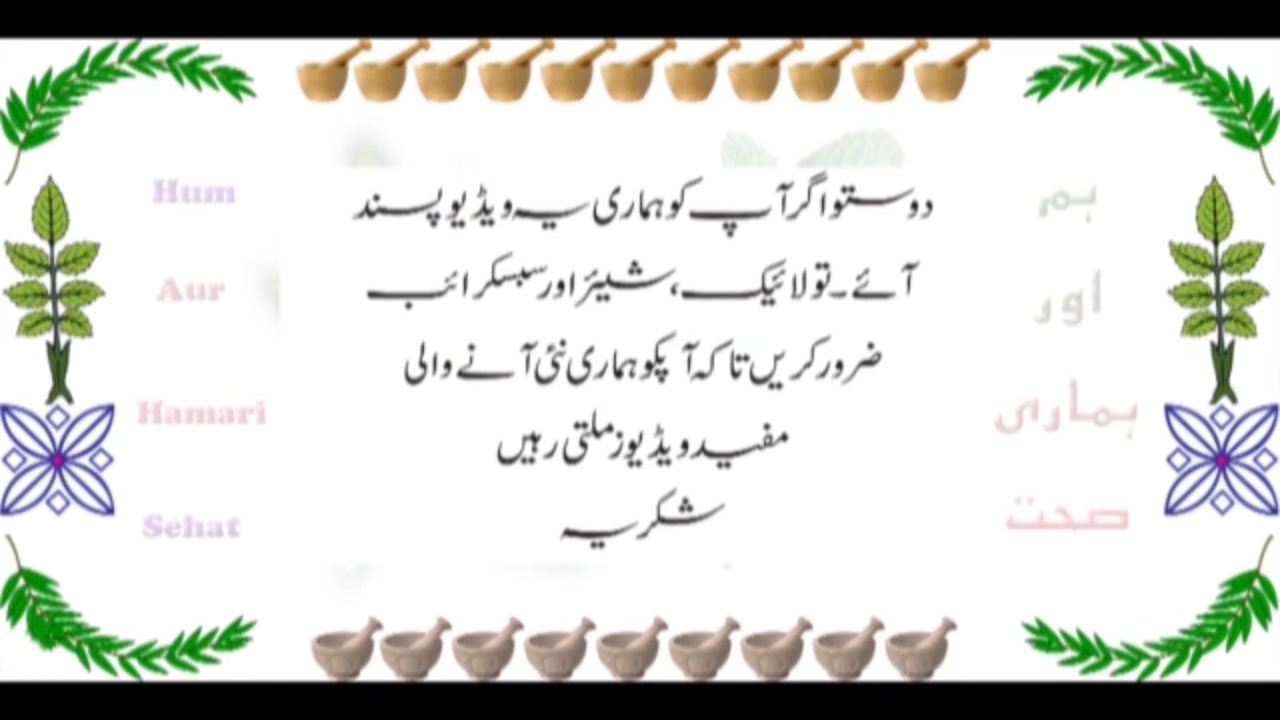 دوستو اگر آپ کو ہماری یہ ویڈیو پسند
آئے۔ تو لائیک، شیئر اور سبسکرائب
ضرور کریں تاکہ آپکو ہماری نئی آنے والی
مفید ویڈیوز ملتی رہیں
شکریہ
Hum
Aur
Hamari
Sehat
ہم
اور
ہماری
صحت